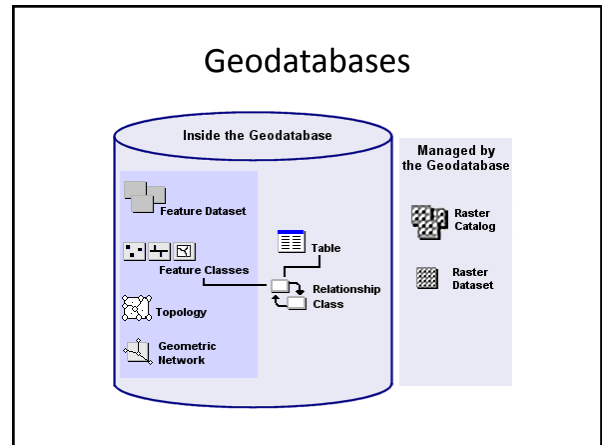 Geodatabases
Inside the Geodatabase
Feature Dataset
Feature Classes
Topology
Geometric
Network
Table
Relationship
Class
Managed by
the Geodatabase
Raster
Catalog
Raster
Dataset